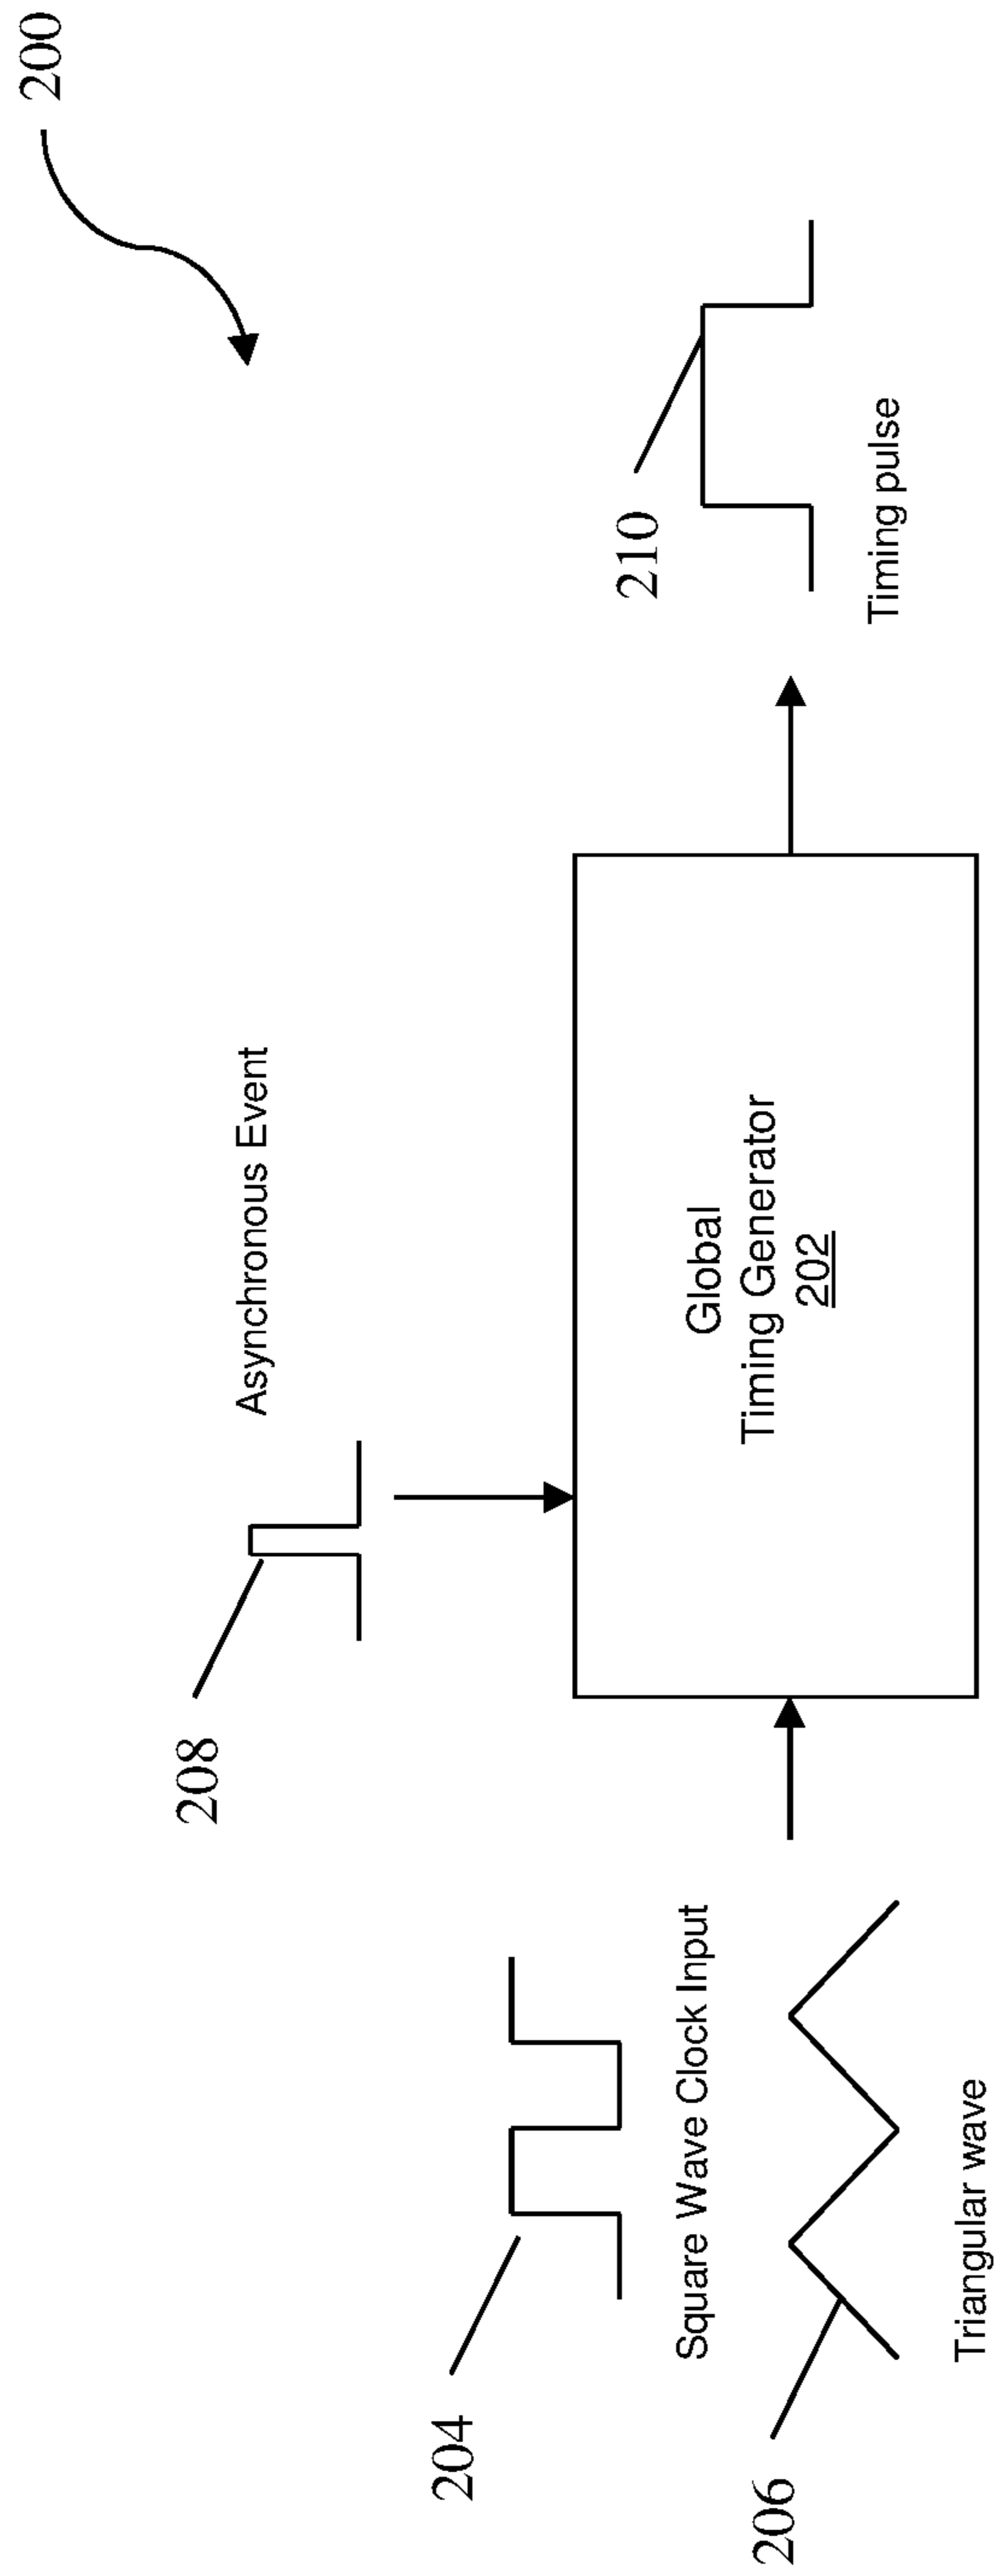 200
208
Asynchronous Event
204
Square Wave Clock Input
206
Triangular wave
Global
Timing Generator
202
210
Timing pulse